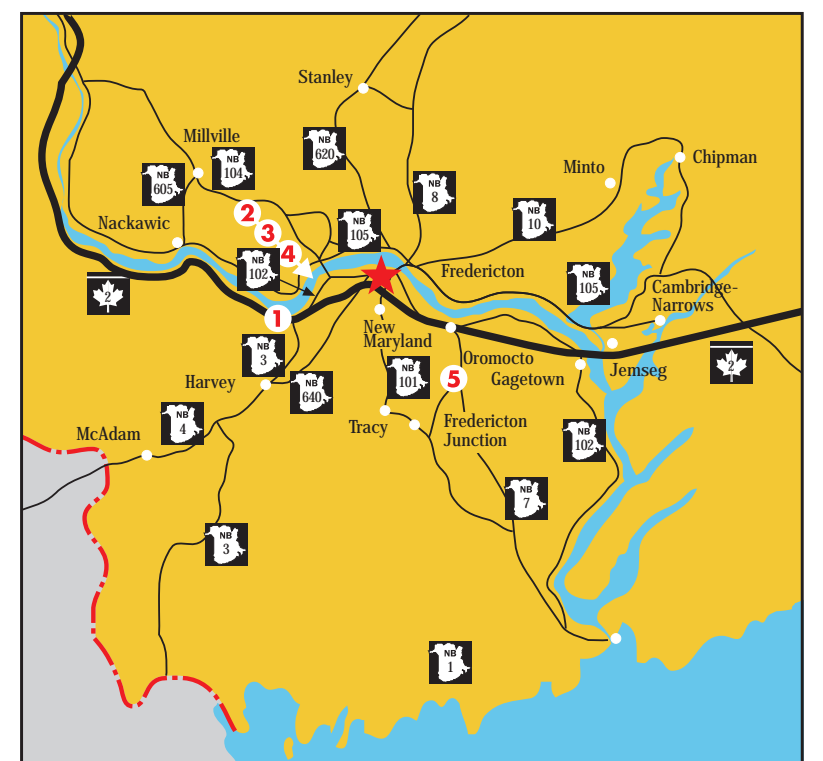 Stanley
Millville
NB
620
NB
104
Chipman
Minto
NB
605
NB
8
2
NB
10
Nackawic
3
NB
105
4
NB
102
Fredericton
NB
105
Cambridge-
Narrows
2
1
New
Maryland
NB
3
Oromocto
Gagetown
Jemseg
2
Harvey
NB
640
NB
101
5
NB
4
Tracy
Fredericton
Junction
McAdam
NB
102
NB
7
NB
3
NB
1